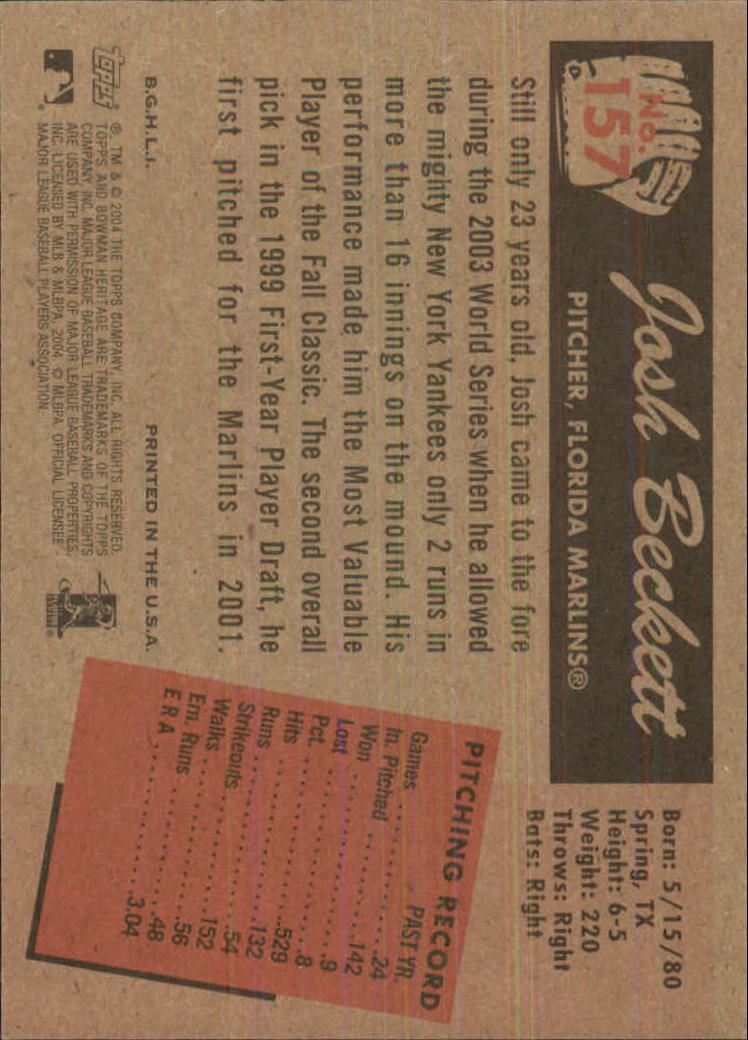 No.
157
Josh Beckett
PITCHER, FLORIDA MARLINS®
Born: 5/15/80
Spring, TX
Height: 6-5
Weight: 220
Throws: Right
Bats: Right
Still only 23 years old, Josh came to the fore
during the 2003 World Series when he allowed
the mighty New York Yankees only 2 runs in
more than 16 innings on the mound. His
performance made him the Most Valuable
Player of the Fall Classic. The second overall
pick in the 1999 First-Year Player Draft, he
first pitched for the Marlins in 2001.
PITCHING RECORD
PAST YR.
Games ........24
In. Pitched ........142
Won ........9
Lost ........8
Pct. .........529
Hits ........132
Runs ........54
Strikeouts ........152
Walks ........56
Ern. Runs ........48
E R A ........3.04
B.G.H.L.I.
PRINTED IN THE U.S.A.
Topps
® TM & © 2004 THE TOPPS COMPANY, INC. ALL RIGHTS RESERVED.
TOPPS AND BOWMAN HERITAGE ARE TRADEMARKS OF THE TOPPS
COMPANY, INC. MAJOR LEAGUE BASEBALL TRADEMARKS AND COPYRIGHTS
ARE USED WITH PERMISSION OF MAJOR LEAGUE BASEBALL PROPERTIES,
INC. LICENSED BY MLB & MLBPA 2004. © MLBPA. OFFICIAL LICENSEE -
MAJOR LEAGUE BASEBALL PLAYERS ASSOCIATION.